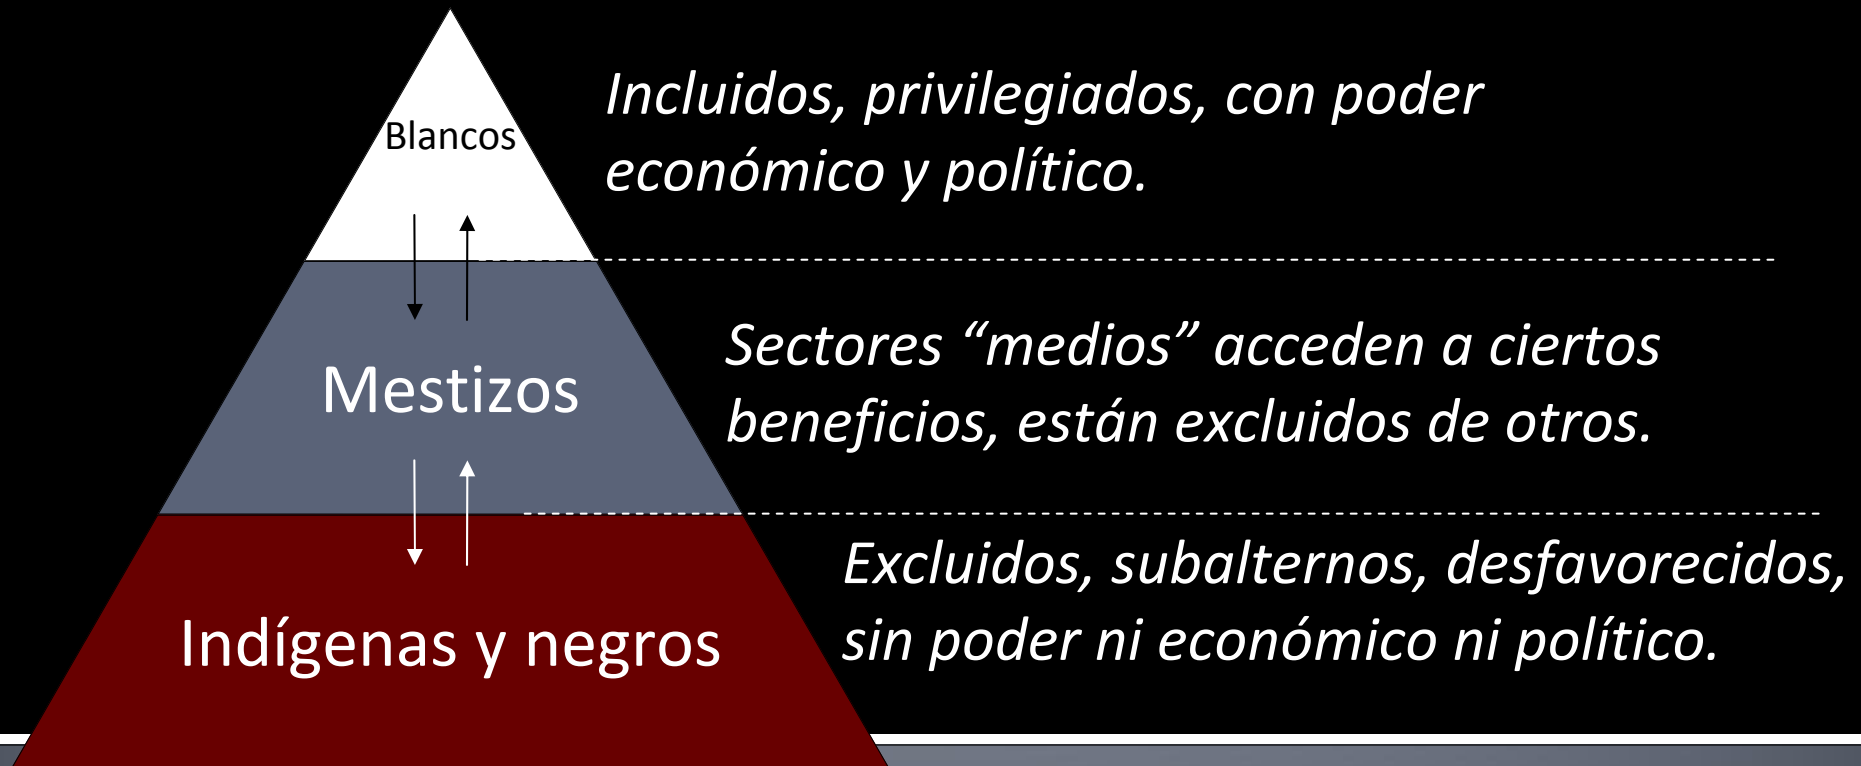 Blancos
Incluidos, privilegiados, con poder
económico y político.
Mestizos
Sectores “medios” acceden a ciertos
beneficios, están excluidos de otros.
Indígenas y negros
Excluidos, subalternos, desfavorecidos,
sin poder ni económico ni político.